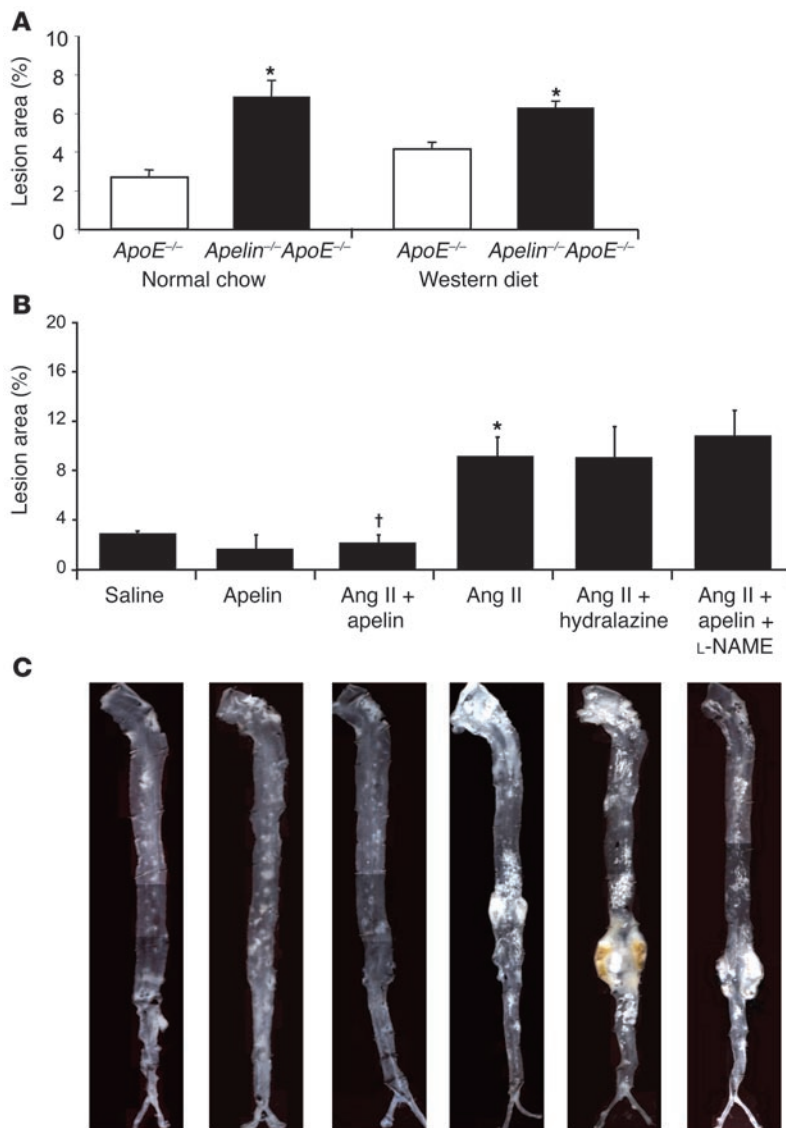 A
Lesion area (%)
10
8
6
4
2
0
*
*
ApoE–/–
Apelin–/–ApoE–/–
ApoE–/–
Apelin–/–ApoE–/–
Normal chow
Western diet
B
Lesion area (%)
20
16
12
8
4
0
†
*
Saline
Apelin
Ang II +
apelin
Ang II
Ang II +
hydralazine
Ang II +
apelin +
L-NAME
C